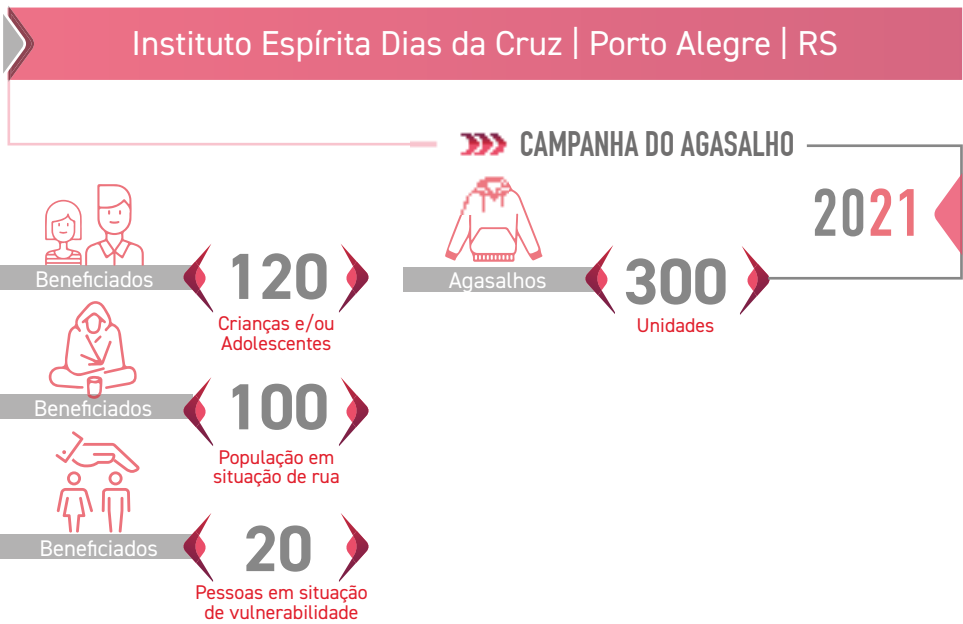 Instituto Espírita Dias da Cruz | Porto Alegre | RS
CAMPANHA DO AGASALHO
2021
Beneficiados
120
Crianças e/ou
Adolescentes
Agasalhos
300
Unidades
Beneficiados
100
População em
situação de rua
Beneficiados
20
Pessoas em situação
de vulnerabilidade